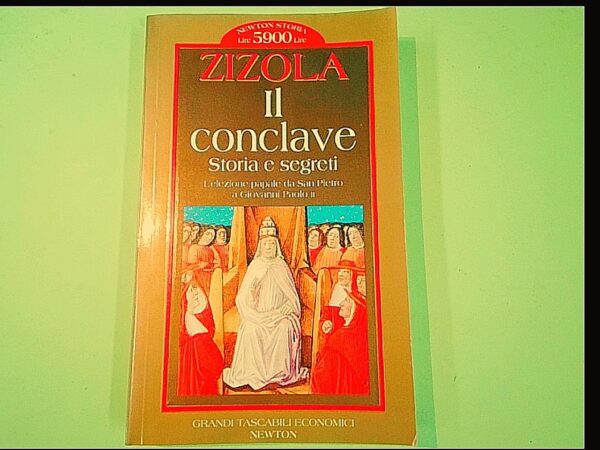 NEWTON STORIA
Lire 5900 Lire
ZIZOLA
Il
conclave
Storia e segreti
L'elezione papale da San Pietro
a Giovanni Paolo II
GRANDI TASCABILI ECONOMICI
NEWTON